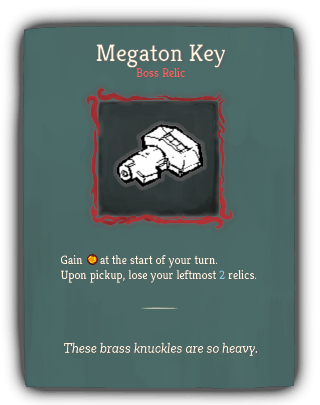 Megaton Key
Boss Relic
Gain at the start of your turn.
Upon pickup, lose your leftmost 2 relics.
These brass knuckles are so heavy.